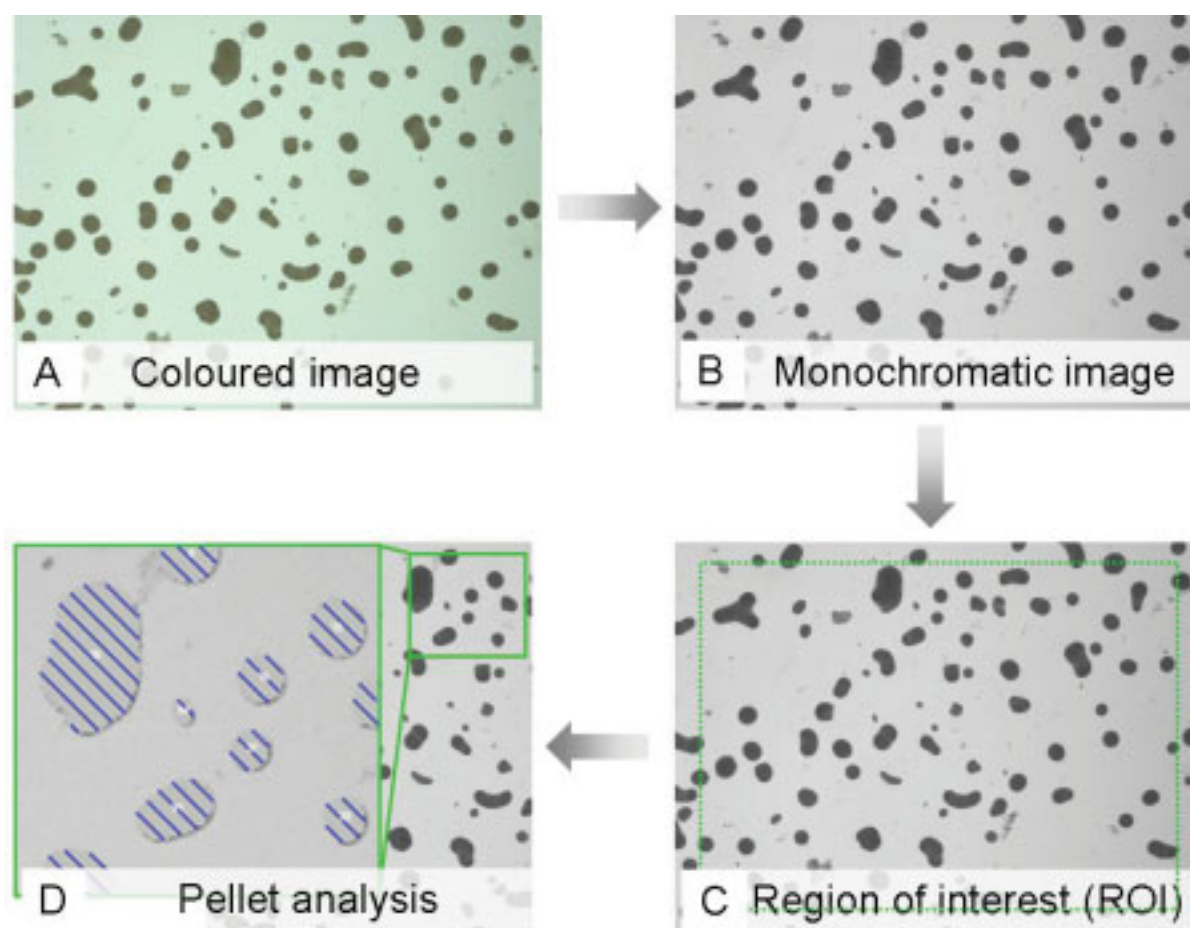 A Coloured image
B Monochromatic image
D Pellet analysis
C Region of interest (ROI)